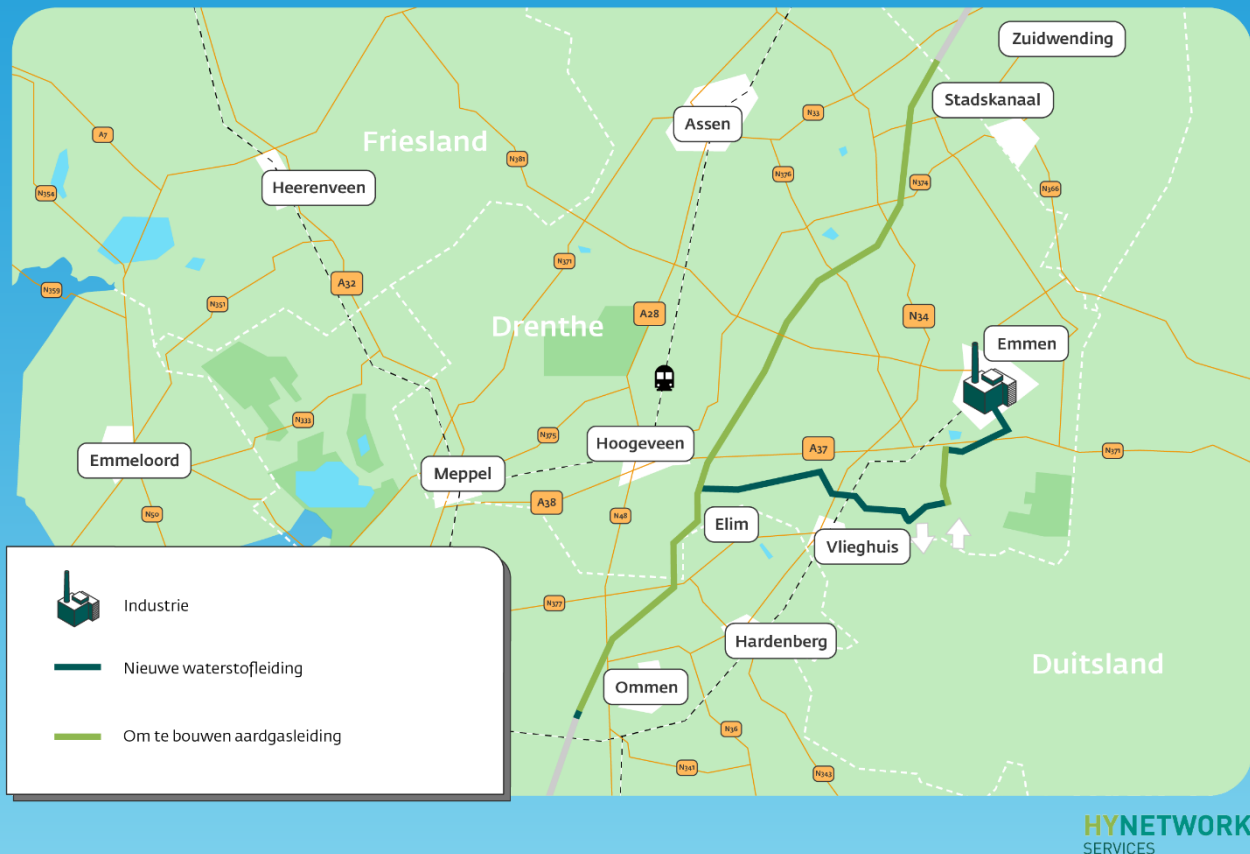 Zuidwending
Stadskanaal
Assen
N33
Friesland
A7
N381
N376
N374
N354
Heerenveen
N366
N371
N359
A32
N351
A28
N34
Drenthe
Emmen
N333
N375
Hoogeveen
A37
N371
Emmeloord
Meppel
A38
N50
N48
Elim
Vlieghuis
N377
Hardenberg
Duitsland
Ommen
N36
N341
N343
Industrie
Nieuwe waterstofleiding
Om te bouwen aardgasleiding
HYNETWORK
SERVICES